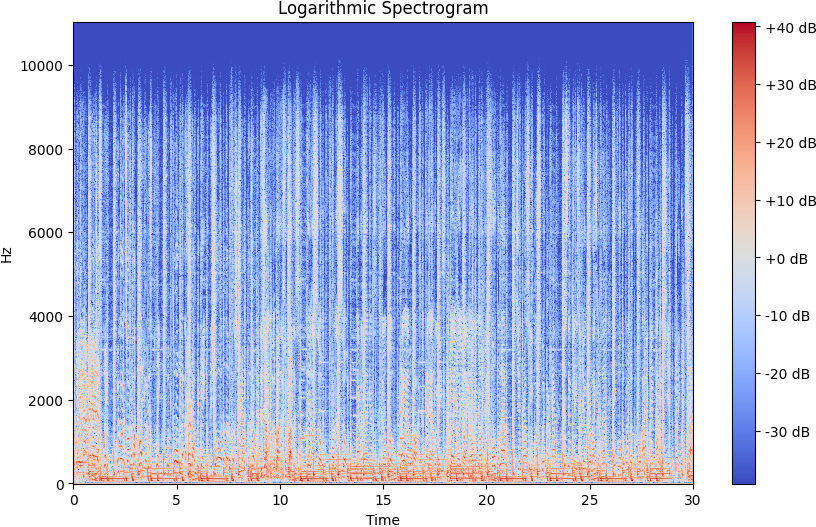 Logarithmic Spectrogram
Hz
10000
8000
6000
4000
2000
0
0 5 10 15 20 25 30
Time
+40 dB
+30 dB
+20 dB
+10 dB
+0 dB
-10 dB
-20 dB
-30 dB